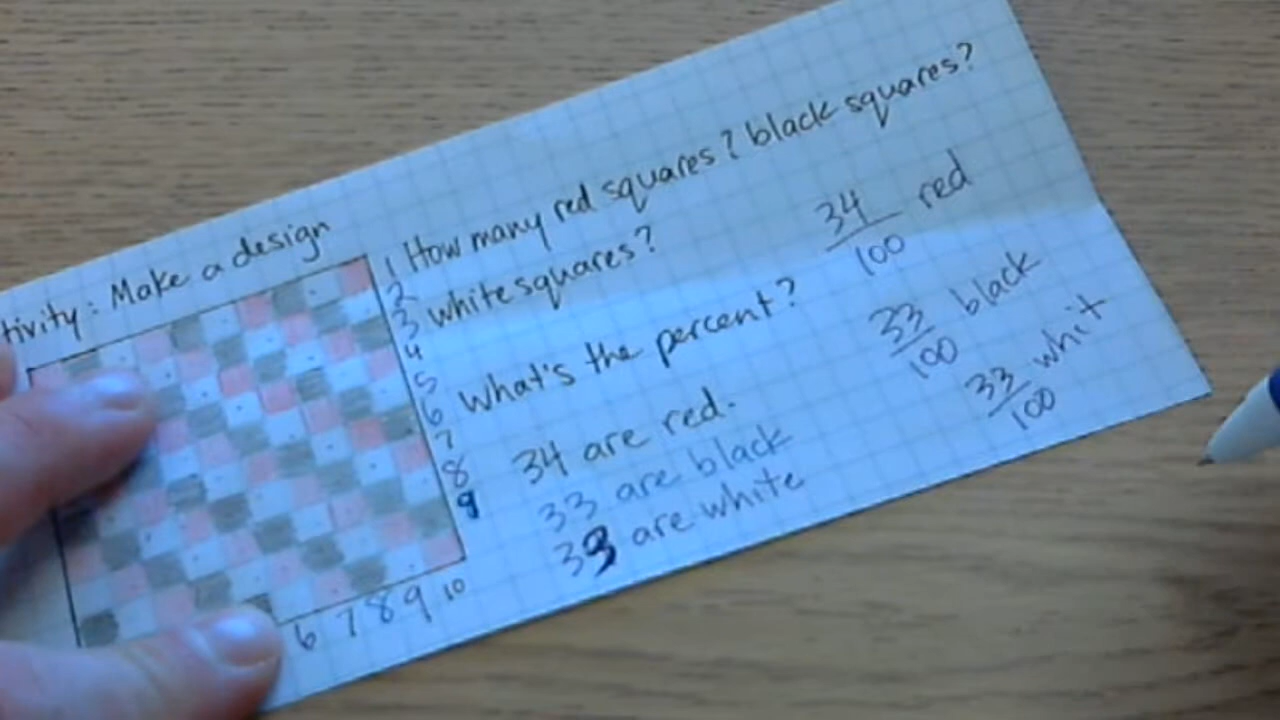 tivity: Make a design
1 How many red squares? black squares?
2
3 white squares?
4
5 What's the percent?
6
7
8
9
6 7 8 9 10
34 are red.
33 are black
33 are white
34
100 red
33
100 black
33
100 whit